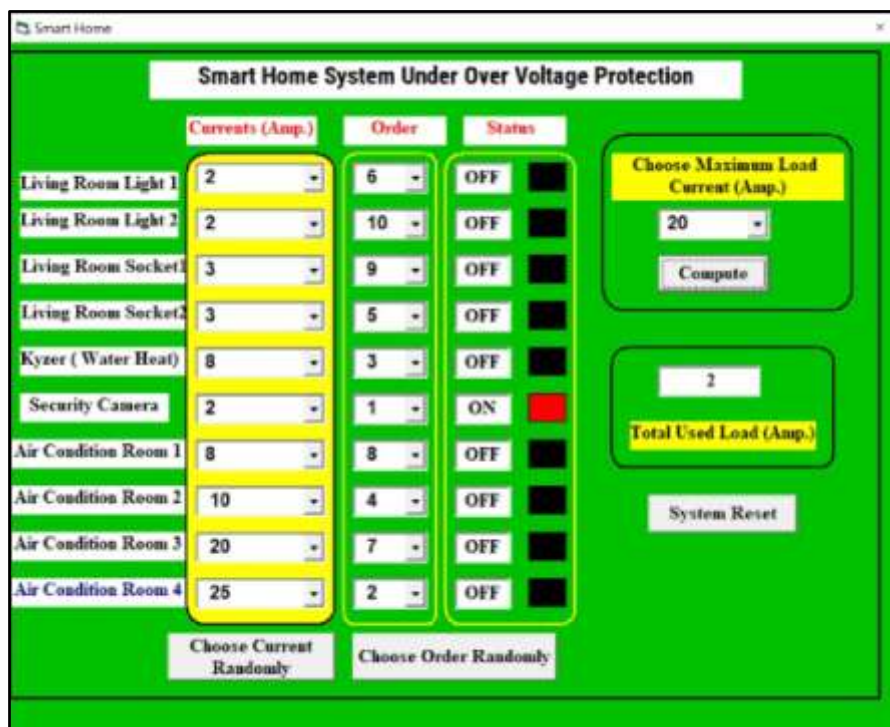 Smart Home
Smart Home System Under Over Voltage Protection
Currents (Amp.) Order Status
Living Room Light 1 2 6 OFF
Living Room Light 2 2 10 OFF
Living Room Socket1 3 9 OFF
Living Room Socket2 3 5 OFF
Kyzer ( Water Heat) 8 3 OFF
Security Camera 2 1 ON
Air Condition Room 1 8 8 OFF
Air Condition Room 2 10 4 OFF
Air Condition Room 3 20 7 OFF
Air Condition Room 4 25 2 OFF
Choose Current
Randomly
Choose Order Randomly
Choose Maximum Load
Current (Amp.)
20
Compute
2
Total Used Load (Amp.)
System Reset